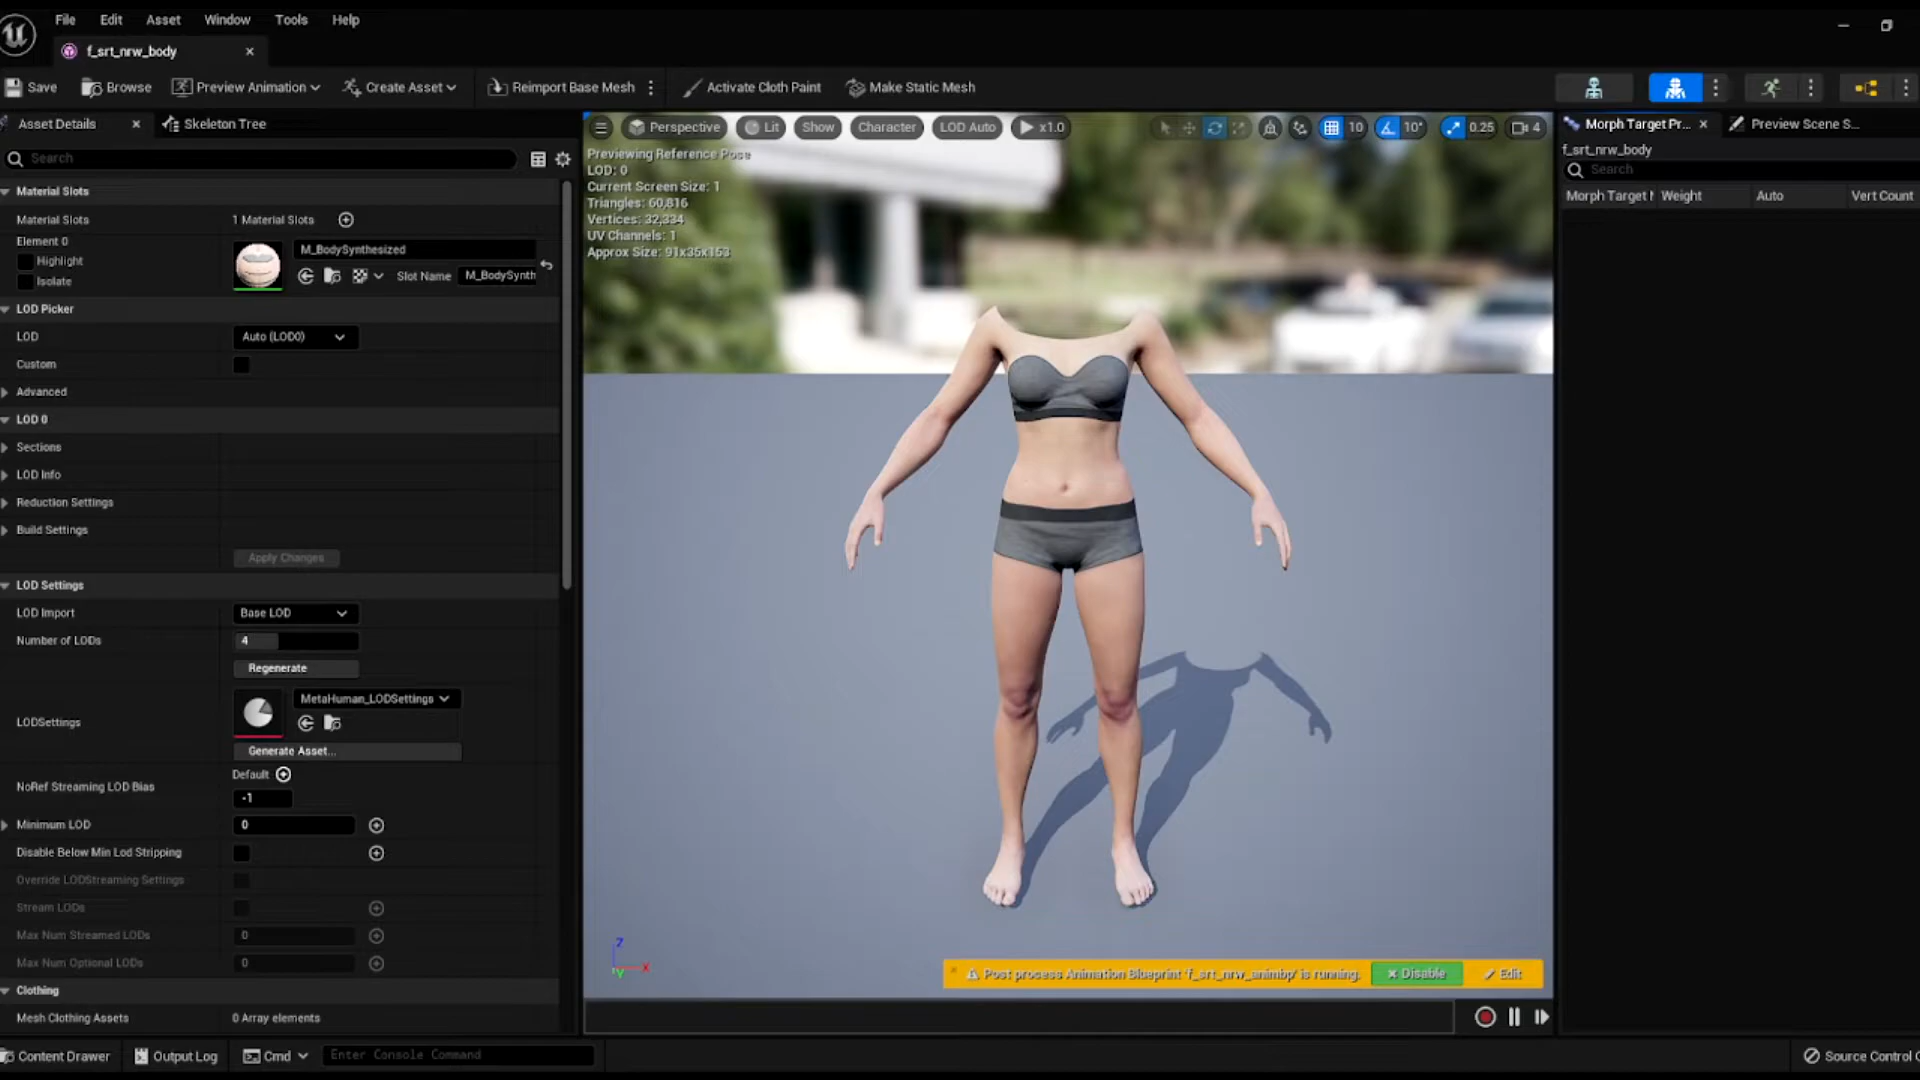 File Edit Asset Window Tools Help
f_srt_nrw_body
Save Browse Preview Animation Create Asset Reimport Base Mesh Activate Cloth Paint Make Static Mesh
Asset Details Skeleton Tree
Search
Material Slots
Material Slots 1 Material Slots
Element 0
Highlight
Isolate
M_BodySynthesized
Slot Name M_BodySynth
LOD Picker
LOD Auto (LOD0)
Custom
Advanced
LOD 0
Sections
LOD Info
Reduction Settings
Build Settings
Apply Changes
LOD Settings
LOD Import Base LOD
Number of LODs 4
Regenerate
LODSettings MetaHuman_LODSettings
Generate Asset...
NoRef Streaming LOD Bias Default
-1
Minimum LOD 0
Disable Below Min Lod Stripping
Override LODStreaming Settings
Stream LODs
Max Num Streamed LODs 0
Max Num Optional LODs 0
Clothing
Mesh Clothing Assets 0 Array elements
Perspective Lit Show Character LOD Auto x1.0 10 10° 0.25 4
Previewing Reference Pose
LOD: 0
Current Screen Size: 1
Triangles: 60,816
Vertices: 32,334
UV Channels: 1
Approx Size: 91x35x153
Z
X
Y
Post process Animation Blueprint 'f_srt_nrw_animbp' is running. Disable Edit
Morph Target Pr... Preview Scene S...
f_srt_nrw_body
Search
Morph Target Weight Auto Vert Count
Content Drawer Output Log Cmd Enter Console Command Source Control